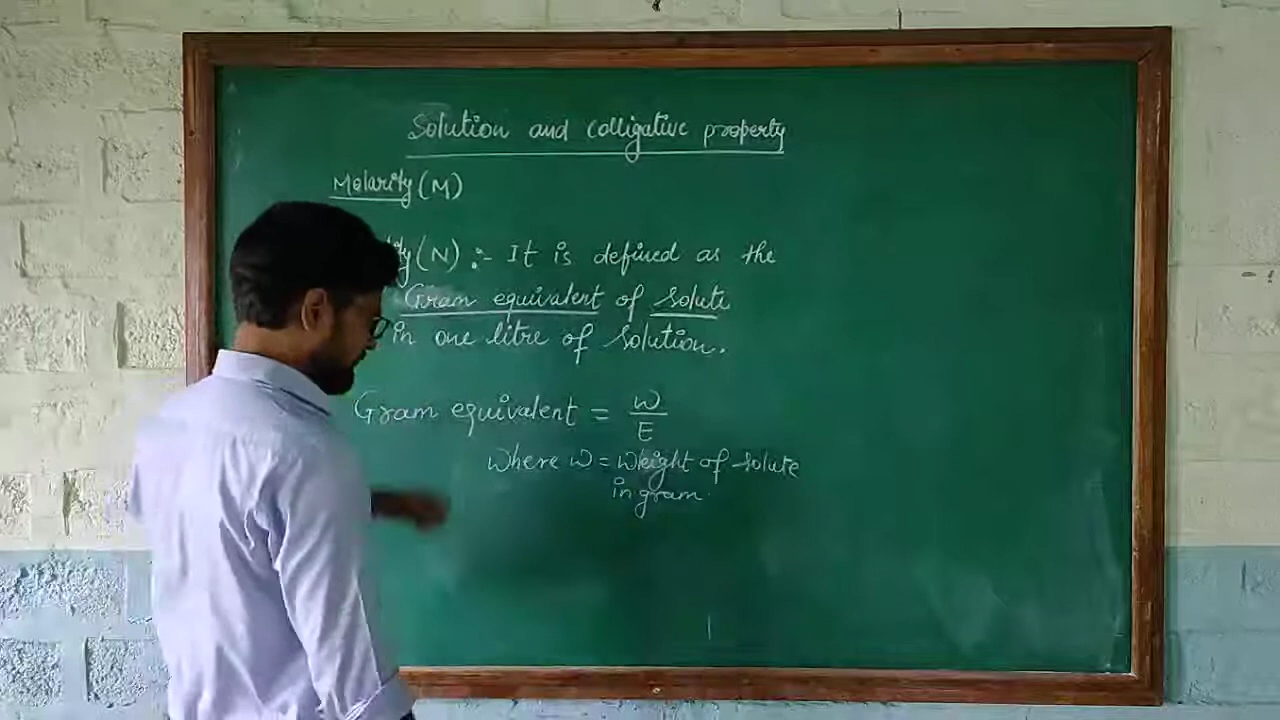 Solution and colligative property
Molarity (M)
ity (N) :- It is defined as the
Gram equivalent of solute
in one litre of solution.
Gram equivalent = w/E
where w = weight of solute
in gram.